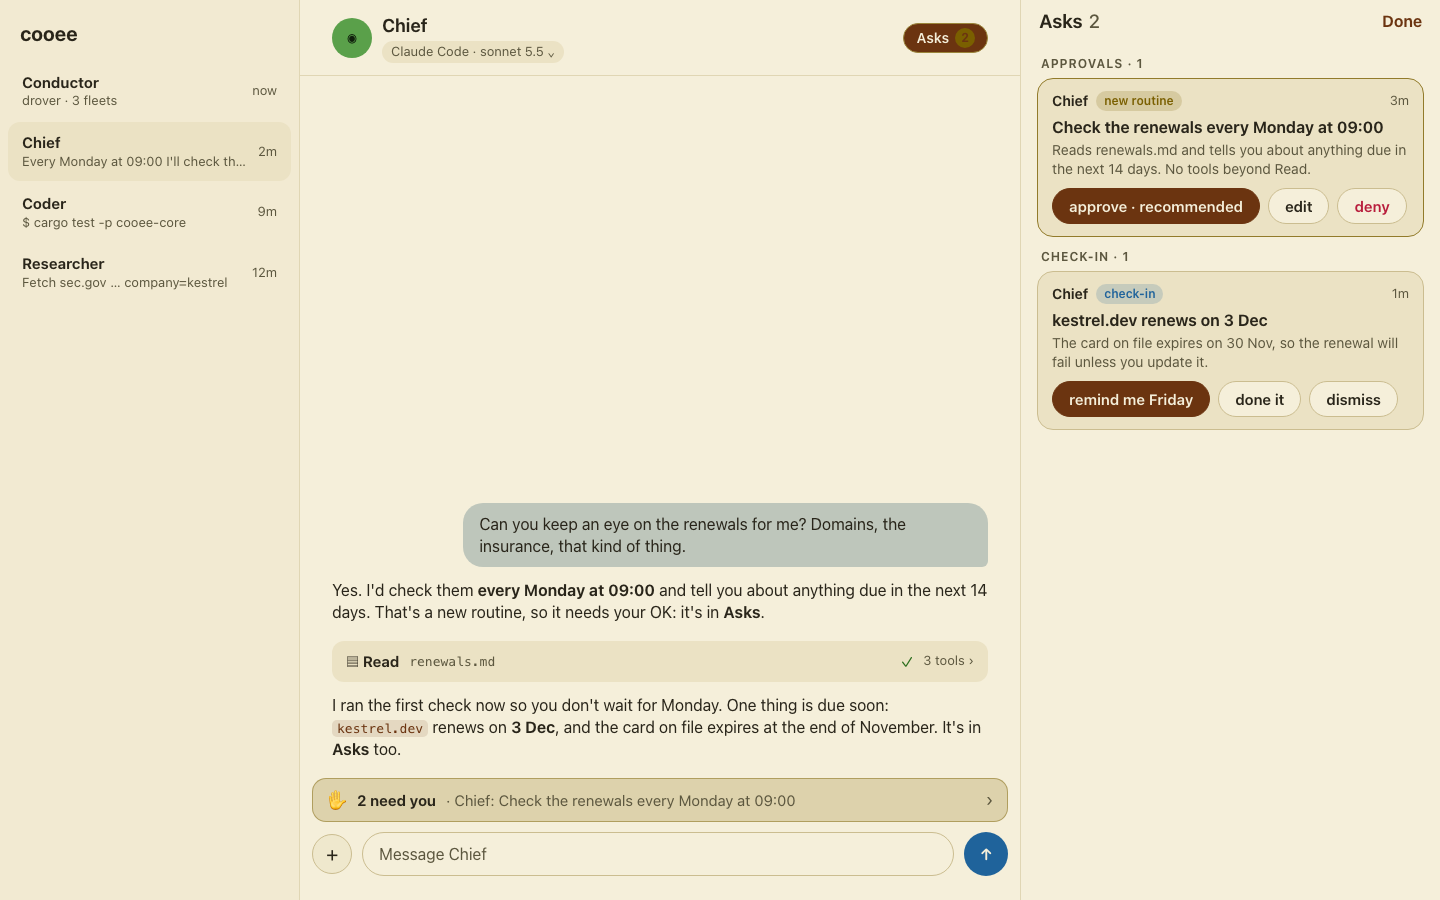 cooee
Conductor
drover · 3 fleets
now
Chief
Every Monday at 09:00 I'll check th...
2m
Coder
$ cargo test -p cooee-core
9m
Researcher
Fetch sec.gov ... company=kestrel
12m
Chief
Claude Code · sonnet 5.5
Asks 2
Can you keep an eye on the renewals for me? Domains, the
insurance, that kind of thing.
Yes. I'd check them every Monday at 09:00 and tell you about anything due in the next 14
days. That's a new routine, so it needs your OK: it's in Asks.
Read renewals.md
✓ 3 tools ›
I ran the first check now so you don't wait for Monday. One thing is due soon:
kestrel.dev renews on 3 Dec, and the card on file expires at the end of November. It's in
Asks too.
2 need you · Chief: Check the renewals every Monday at 09:00 ›
+ Message Chief
Asks 2
Done
APPROVALS · 1
Chief new routine 3m
Check the renewals every Monday at 09:00
Reads renewals.md and tells you about anything due in
the next 14 days. No tools beyond Read.
approve · recommended edit deny
CHECK-IN · 1
Chief check-in 1m
kestrel.dev renews on 3 Dec
The card on file expires on 30 Nov, so the renewal will
fail unless you update it.
remind me Friday done it dismiss